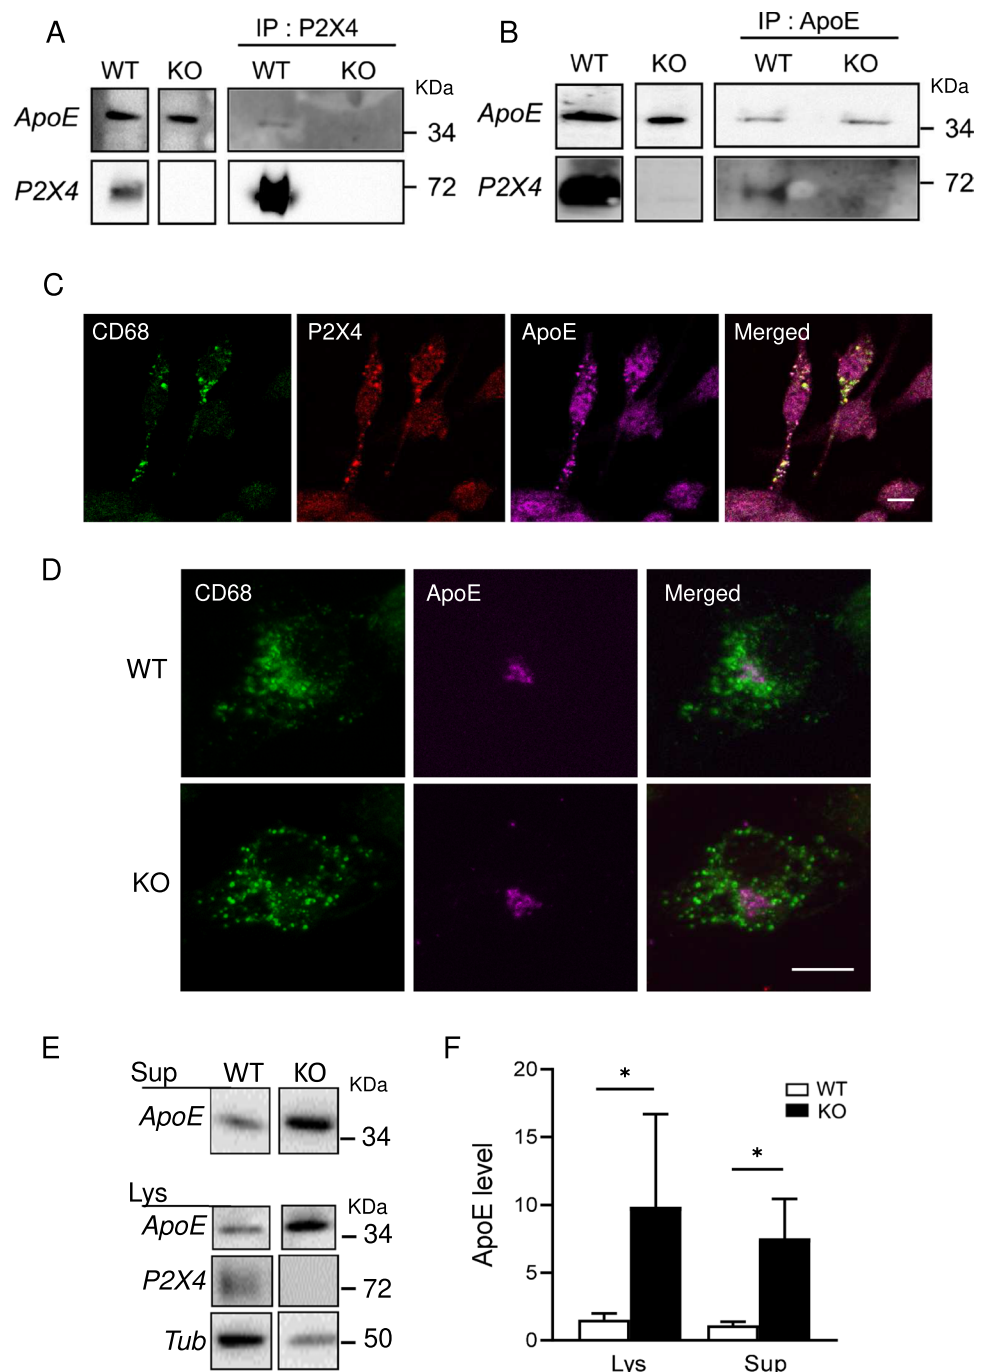 A
IP : P2X4
WT KO WT KO
KDa
ApoE
34
P2X4
72
B
IP : ApoE
WT KO WT KO
KDa
ApoE
34
P2X4
72
C
CD68 P2X4 ApoE Merged
D
CD68 ApoE Merged
WT
KO
E
Sup WT KO
KDa
ApoE
34
Lys
KDa
ApoE
34
P2X4
72
Tub
50
F
ApoE level
20
15
10
5
0
* *
WT
KO
Lys Sup